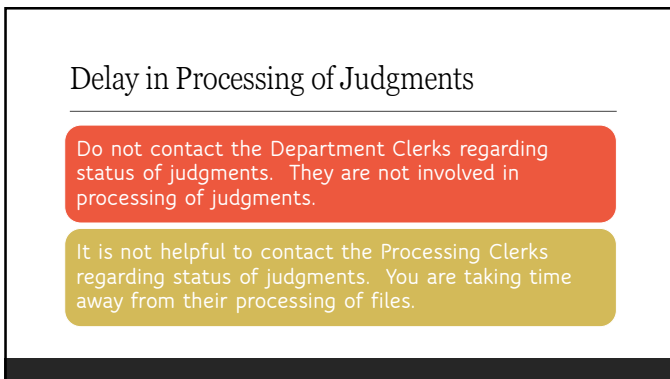 Delay in Processing of Judgments
Do not contact the Department Clerks regarding
status of judgments.  They are not involved in
processing of judgments.
It is not helpful to contact the Processing Clerks
regarding status of judgments.  You are taking time
away from their processing of files.